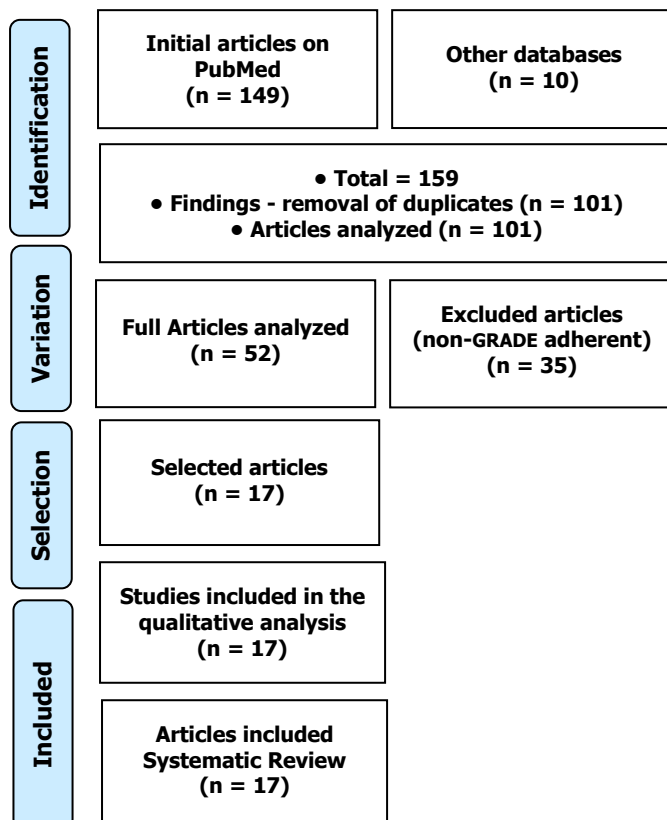 Identification
Initial articles on
PubMed
(n = 149)
Other databases
(n = 10)
● Total = 159
● Findings - removal of duplicates (n = 101)
● Articles analyzed (n = 101)
Variation
Full Articles analyzed
(n = 52)
Excluded articles
(non-GRADE adherent)
(n = 35)
Selection
Selected articles
(n = 17)
Included
Studies included in the
qualitative analysis
(n = 17)
Articles included
Systematic Review
(n = 17)